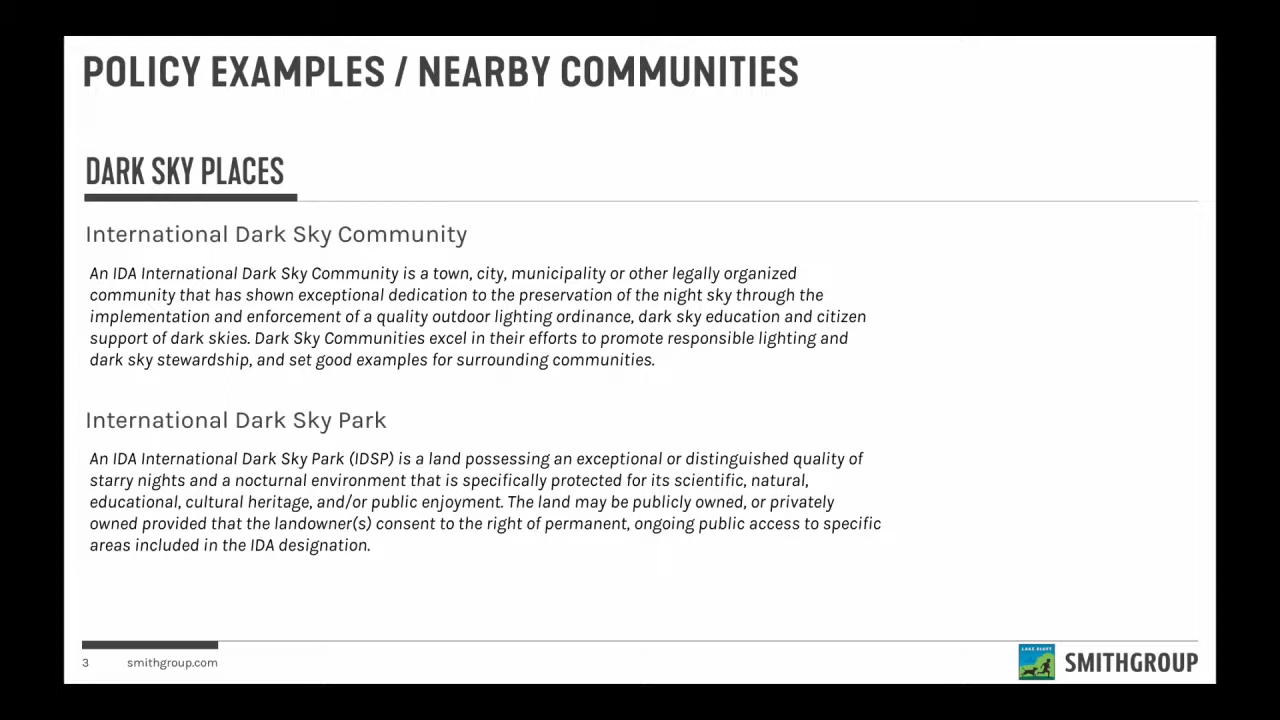 POLICY EXAMPLES / NEARBY COMMUNITIES
DARK SKY PLACES
International Dark Sky Community
An IDA International Dark Sky Community is a town, city, municipality or other legally organized
community that has shown exceptional dedication to the preservation of the night sky through the
implementation and enforcement of a quality outdoor lighting ordinance, dark sky education and citizen
support of dark skies. Dark Sky Communities excel in their efforts to promote responsible lighting and
dark sky stewardship, and set good examples for surrounding communities.
International Dark Sky Park
An IDA International Dark Sky Park (IDSP) is a land possessing an exceptional or distinguished quality of
starry nights and a nocturnal environment that is specifically protected for its scientific, natural,
educational, cultural heritage, and/or public enjoyment. The land may be publicly owned, or privately
owned provided that the landowner(s) consent to the right of permanent, ongoing public access to specific
areas included in the IDA designation.
3 smithgroup.com
LAKE BLUFF
SMITHGROUP